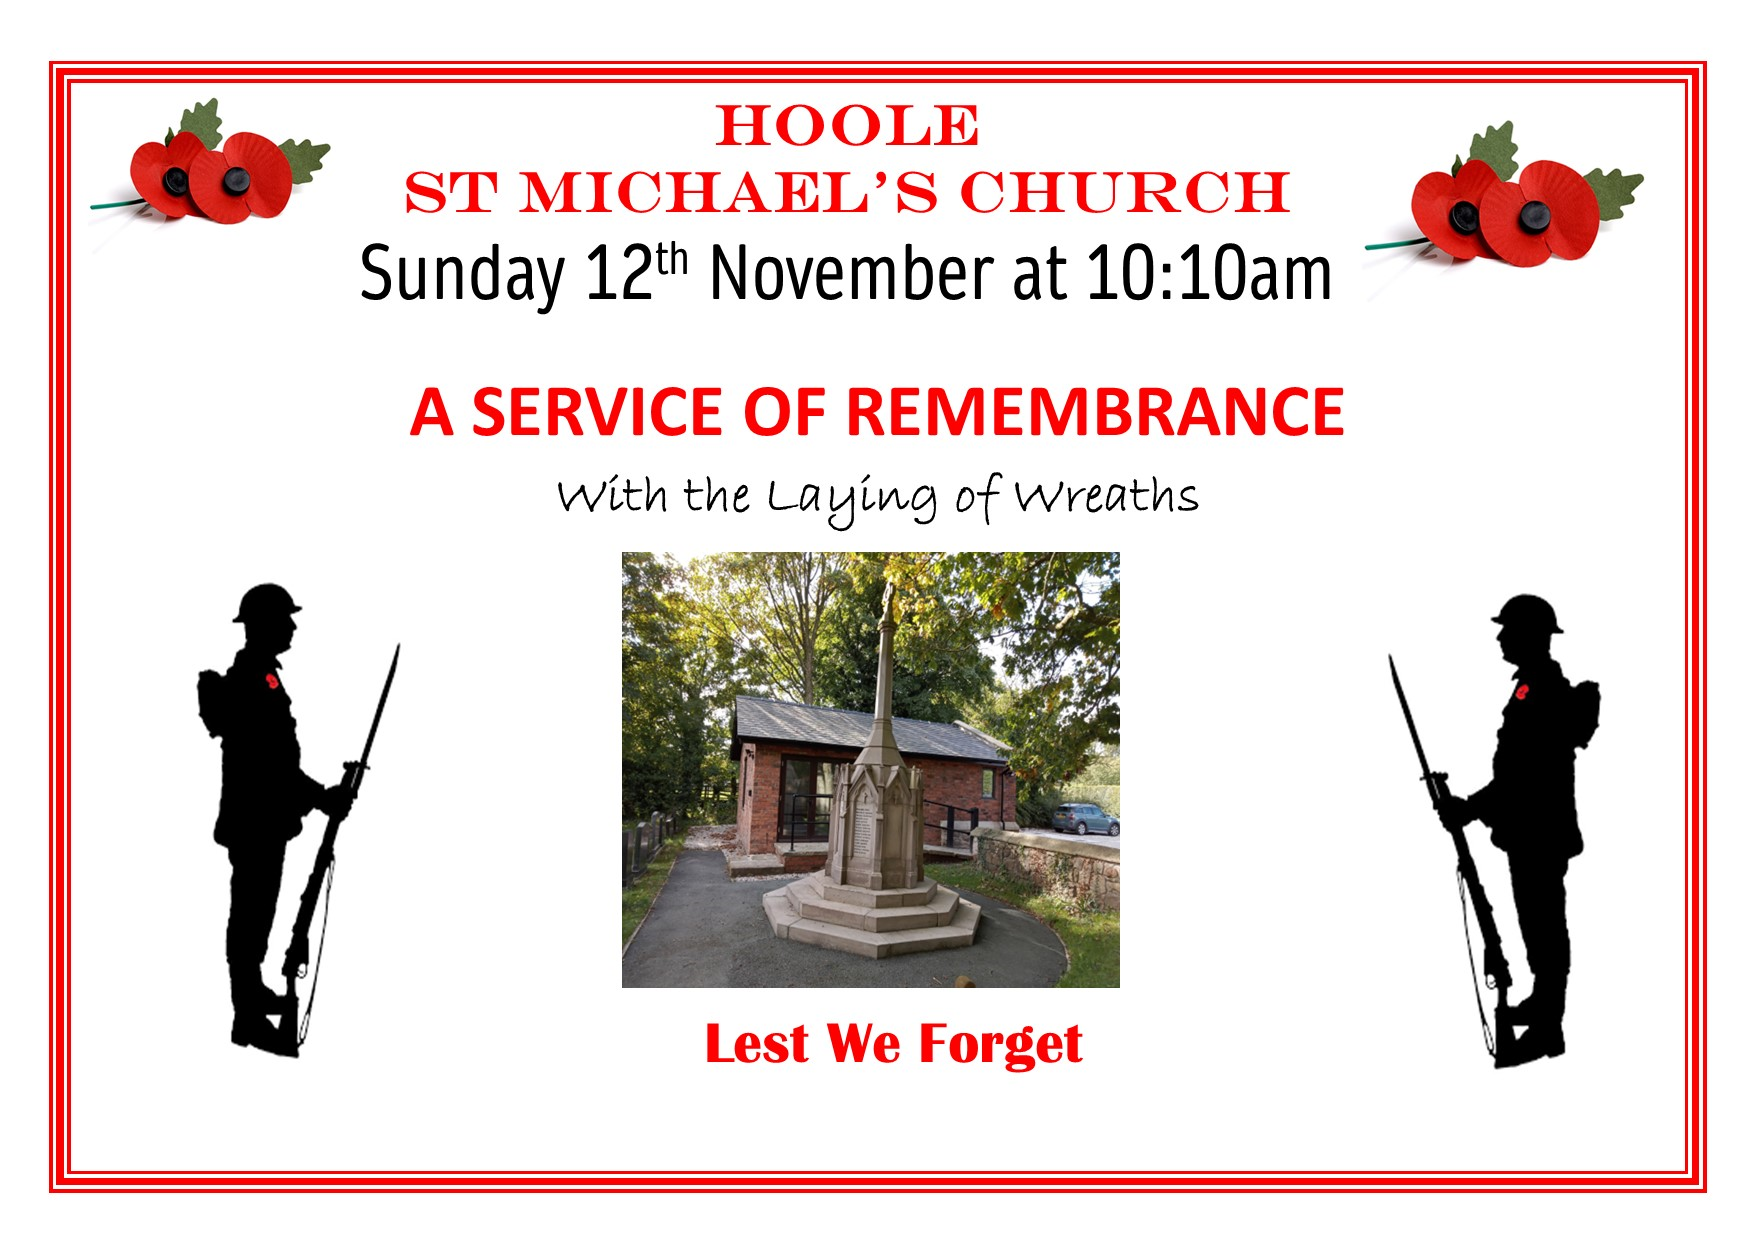 HOOLE
ST MICHAEL’S CHURCH
Sunday 12th November at 10:10am
A SERVICE OF REMEMBRANCE
With the Laying of Wreaths
Lest We Forget